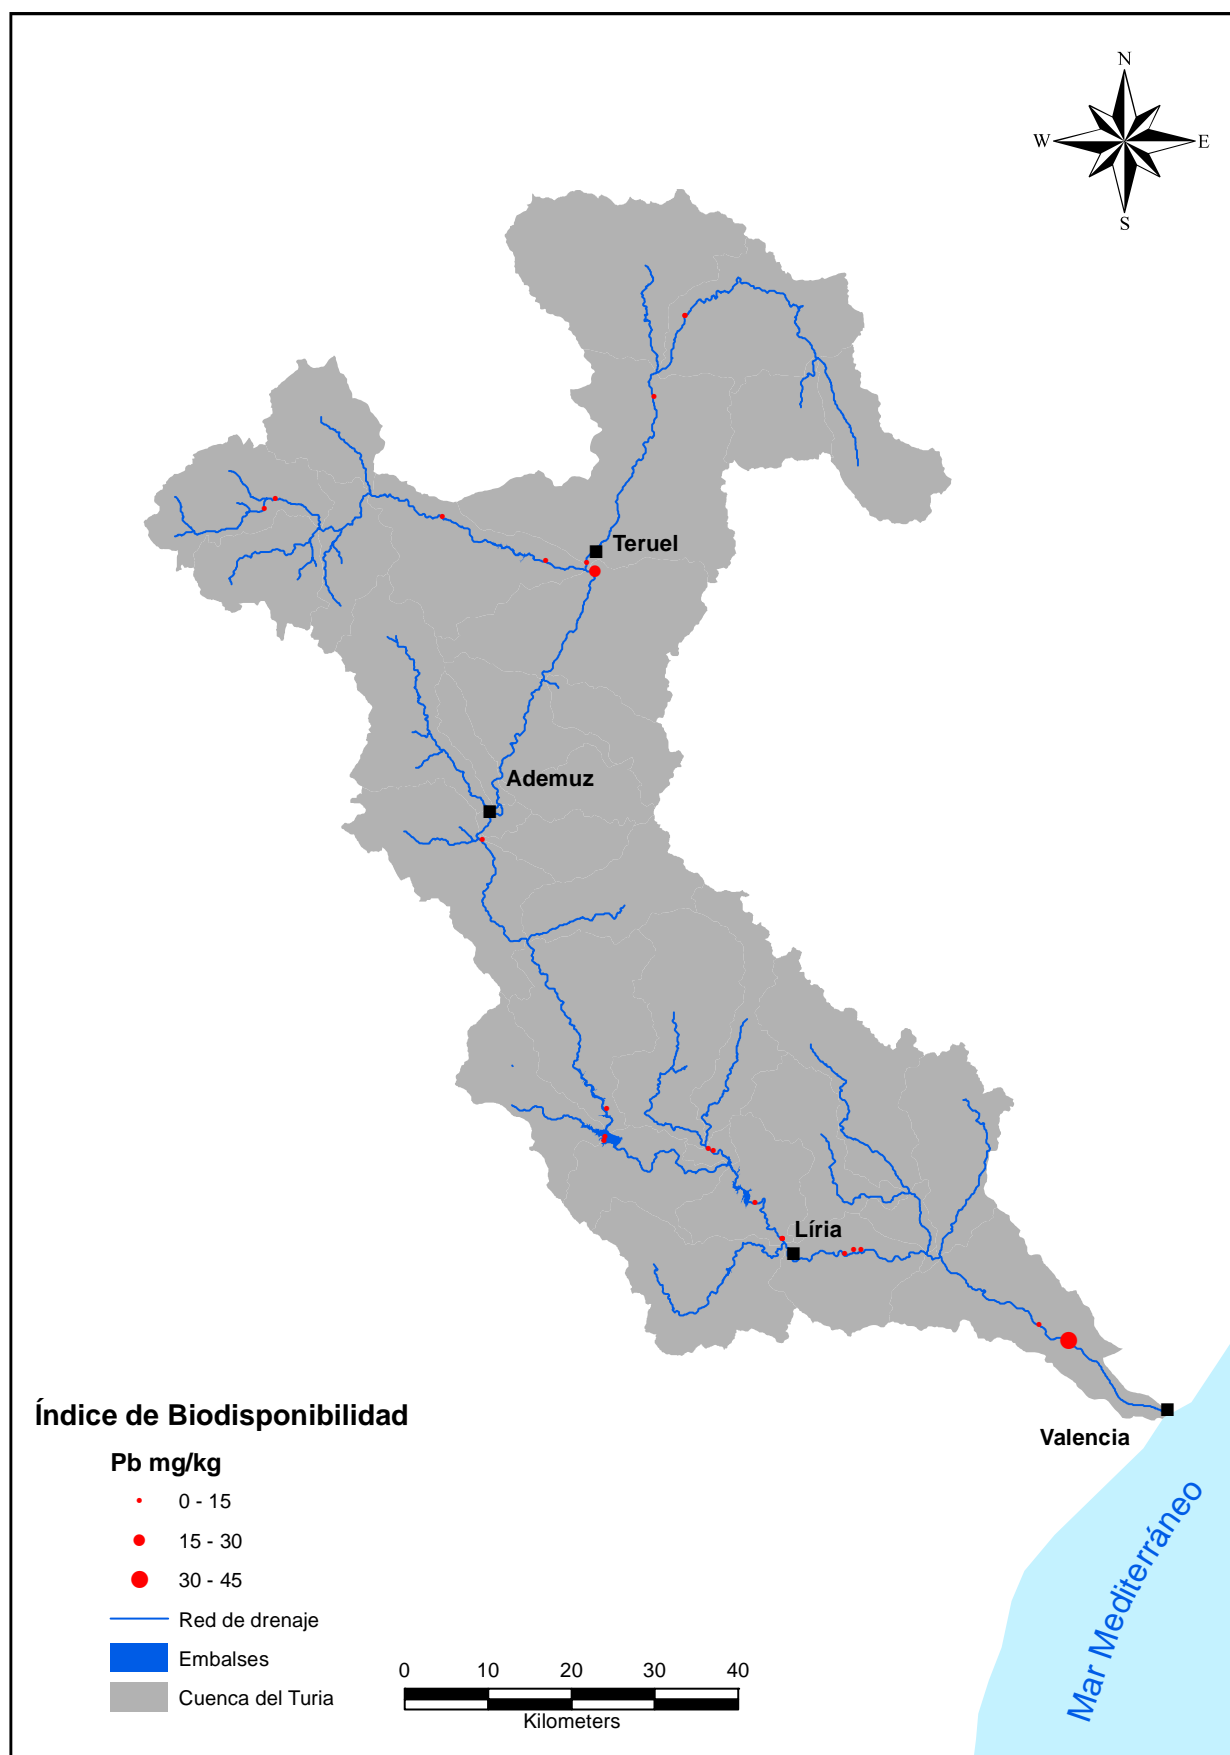 N
W
E
S
Teruel
Ademuz
Líria
Valencia
Mar Mediterráneo
Índice de Biodisponibilidad
Pb mg/kg
0 - 15
15 - 30
30 - 45
Red de drenaje
Embalses
Cuenca del Turia
0 10 20 30 40
Kilometers